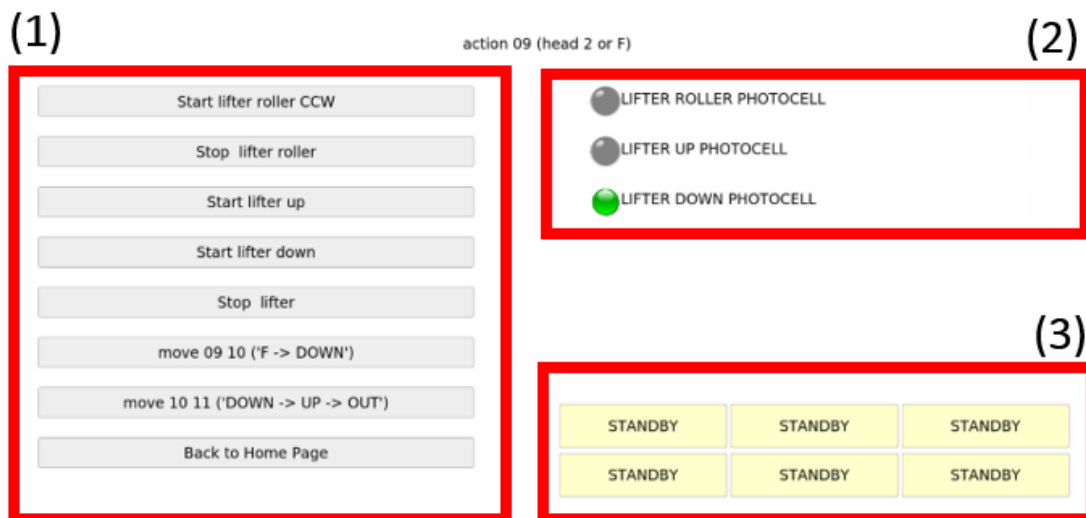 (1)
action 09 (head 2 or F)
(2)
Start lifter roller CCW
Stop lifter roller
Start lifter up
Start lifter down
Stop lifter
move 09 10 ('F -> DOWN')
move 10 11 ('DOWN -> UP -> OUT')
Back to Home Page
LIFTER ROLLER PHOTOCELL
LIFTER UP PHOTOCELL
LIFTER DOWN PHOTOCELL
(3)
STANDBY STANDBY STANDBY
STANDBY STANDBY STANDBY